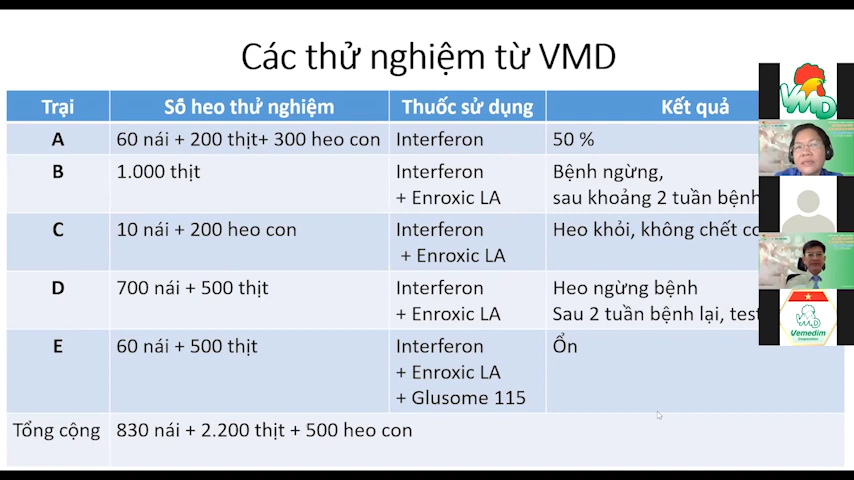 Các thử nghiệm từ VMD
Trại Số heo thử nghiệm Thuốc sử dụng Kết quả
A 60 nái + 200 thịt+ 300 heo con Interferon 50 %
B 1.000 thịt Interferon Bệnh ngừng,
+ Enroxic LA sau khoảng 2 tuần bệnh
C 10 nái + 200 heo con Interferon Heo khỏi, không chết
+ Enroxic LA
D 700 nái + 500 thịt Interferon Heo ngừng bệnh
+ Enroxic LA Sau 2 tuần bệnh lại,
E 60 nái + 500 thịt Interferon Ổn
+ Enroxic LA
+ Glusome 115
Tổng cộng 830 nái + 2.200 thịt + 500 heo con
VMD
VMD
Vemedim
Corporation